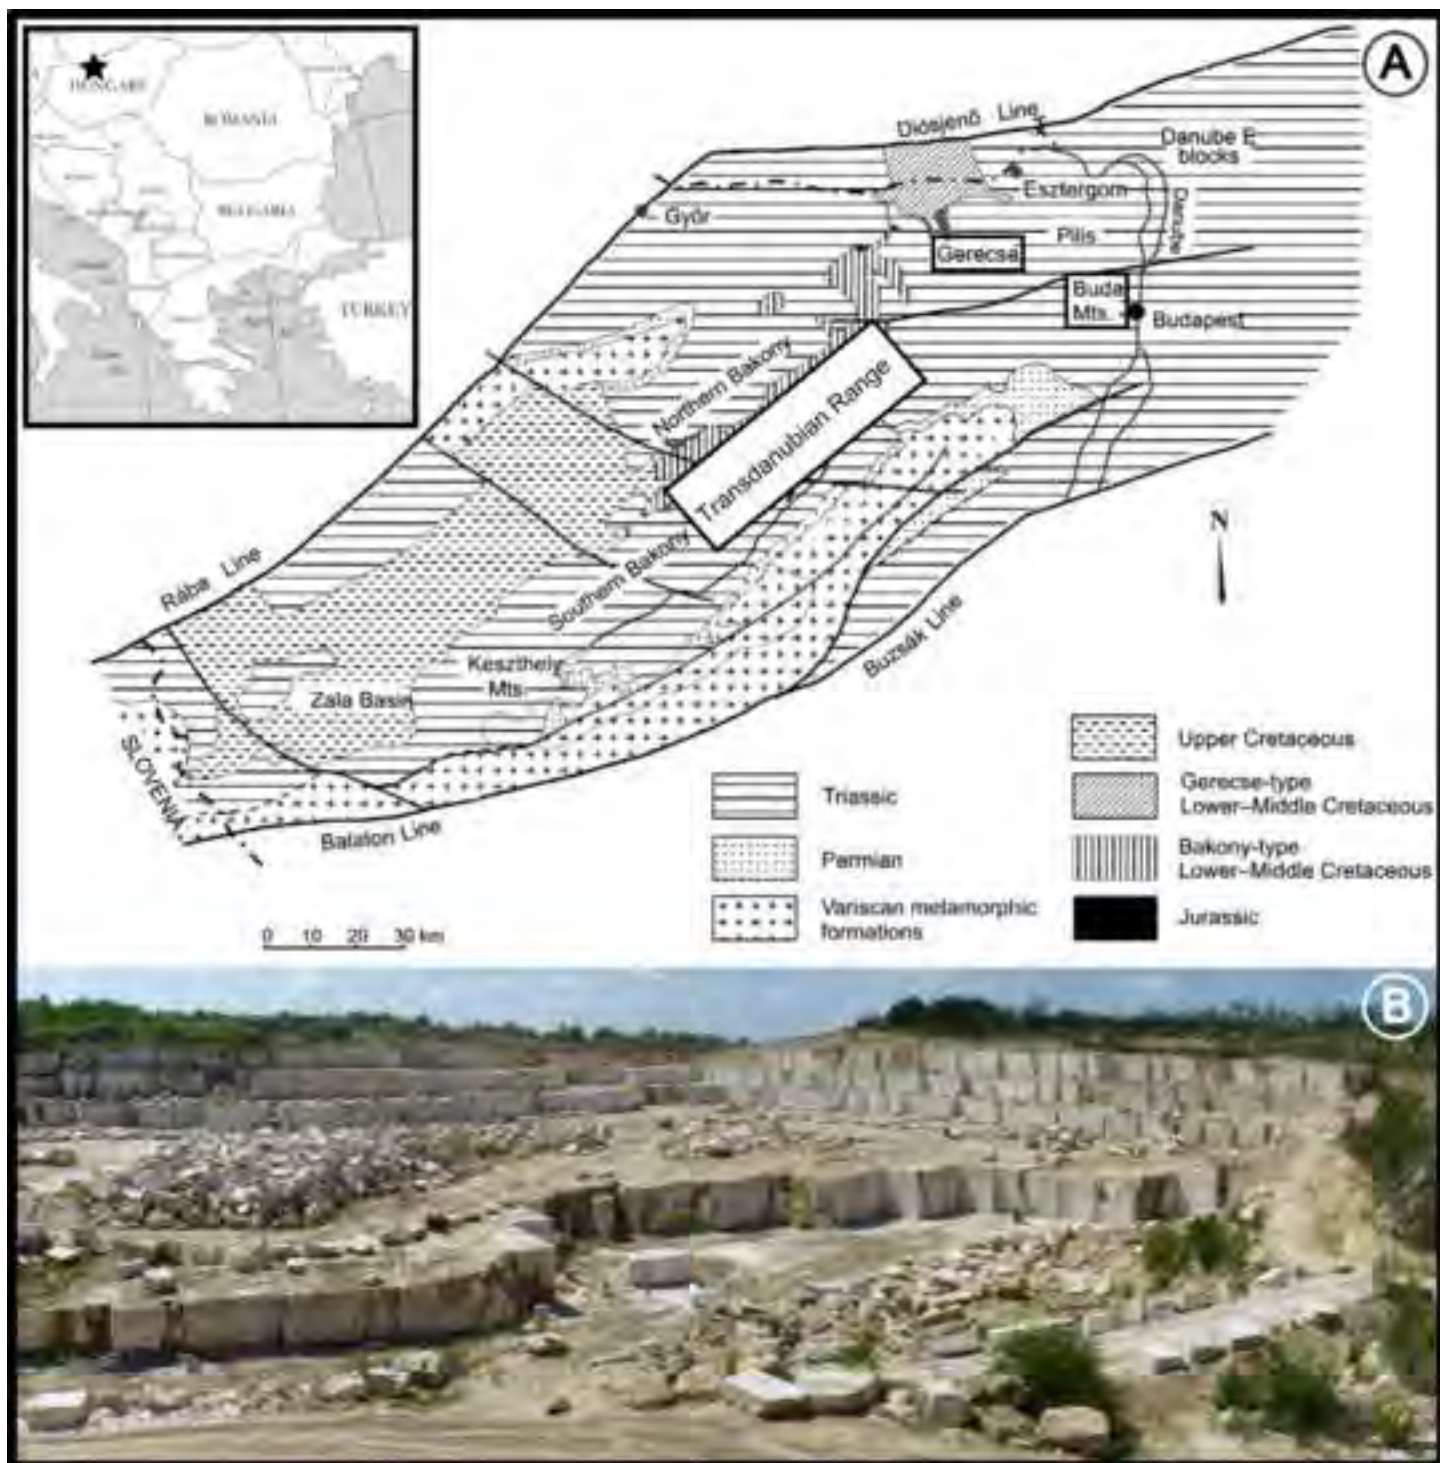 A
HUNGARY
ROMANIA
BULGARIA
TURKEY
Diósjenő Line
Danube E
blocks
Esztergom
Danube
Győr
Pilis
Gerecse
Buda
Mts.
Budapest
Northern Bakony
Transdanubian Range
Southern Bakony
Rába Line
Keszthely
Mts.
Zala Basin
Buzsák Line
SLOVENIA
Balaton Line
N
0 10 20 30 km
Triassic
Permian
Variscan metamorphic
formations
Upper Cretaceous
Gerecse-type
Lower–Middle Cretaceous
Bakony-type
Lower–Middle Cretaceous
Jurassic
B